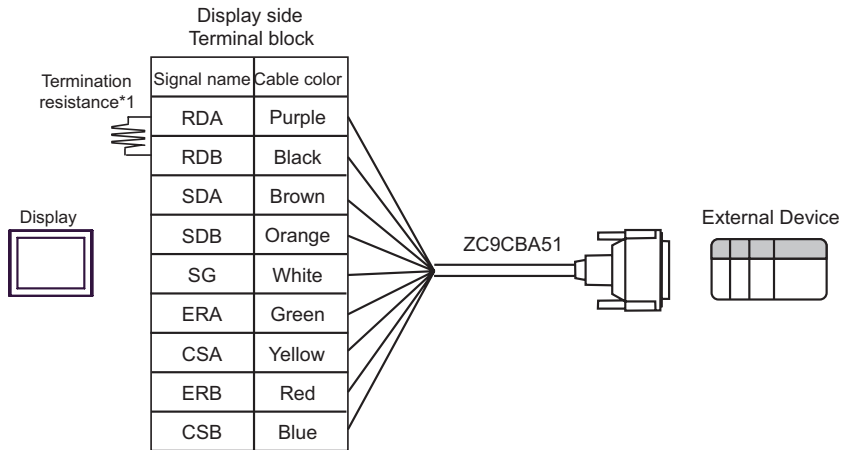 Display side
Terminal block
Termination
resistance*1
Signal name Cable color
RDA Purple
RDB Black
SDA Brown
SDB Orange
SG White
ERA Green
CSA Yellow
ERB Red
CSB Blue
Display
ZC9CBA51
External Device